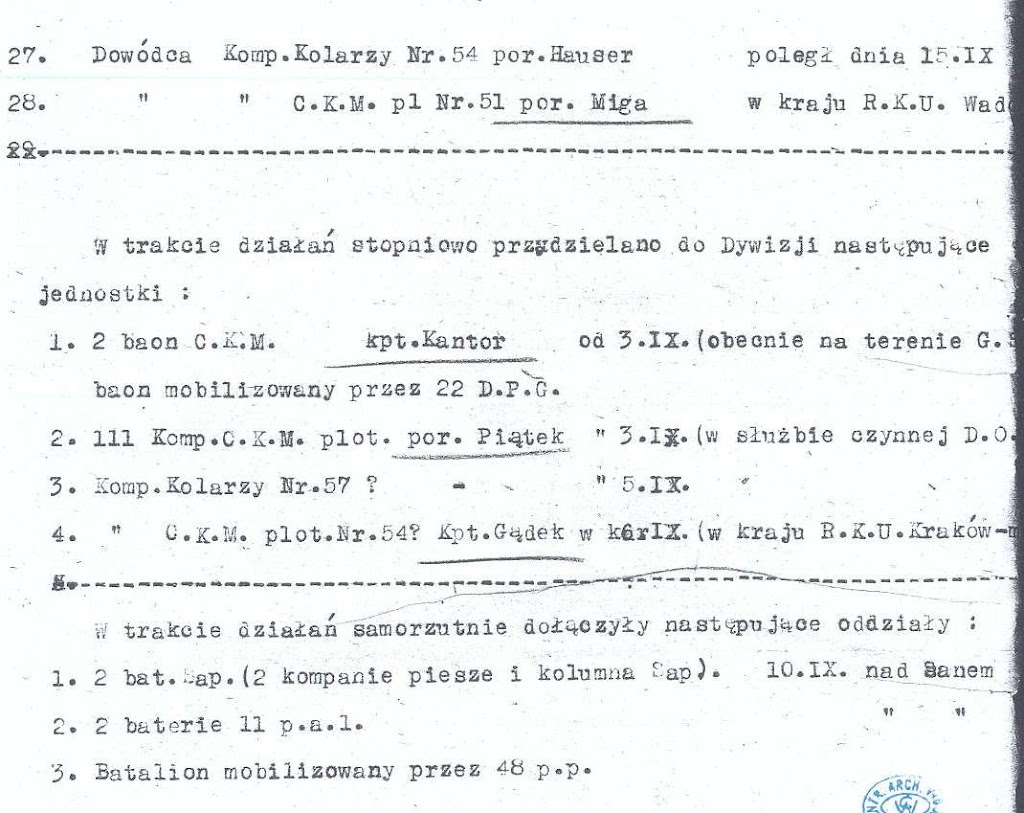 27. Dowódca Komp.Kolarzy Nr.54 por.Hauser poległ dnia 15.IX
28. " " C.K.M. pl Nr.51 por. Miga w kraju R.K.U.
29.
W trakcie działań stopniowo przydzielano do Dywizji następujące
jednostki :
1. 2 baon C.K.M. kpt.Kantor od 3.IX.(obecnie na terenie G.
baon mobilizowany przez 22 D.P.G.
2. 111 Komp.C.K.M. plot. por. Piątek " 3.IX.(w służbie czynnej D.O.
3. Komp.Kolarzy Nr.57 ? - " 5.IX.
4. " C.K.M. plot.Nr.54? Kpt.Gądek w IX.(w kraju R.K.U.Kraków-m
W trakcie działań samorzutnie dołączyły następujące oddziały :
1. 2 bat.Sap.(2 kompanie piesze i kolumna Sap). 10.IX. nad Sanem
2. 2 baterie 11 p.a.l. " "
3. Batalion mobilizowany przez 48 p.p.
ARCH.